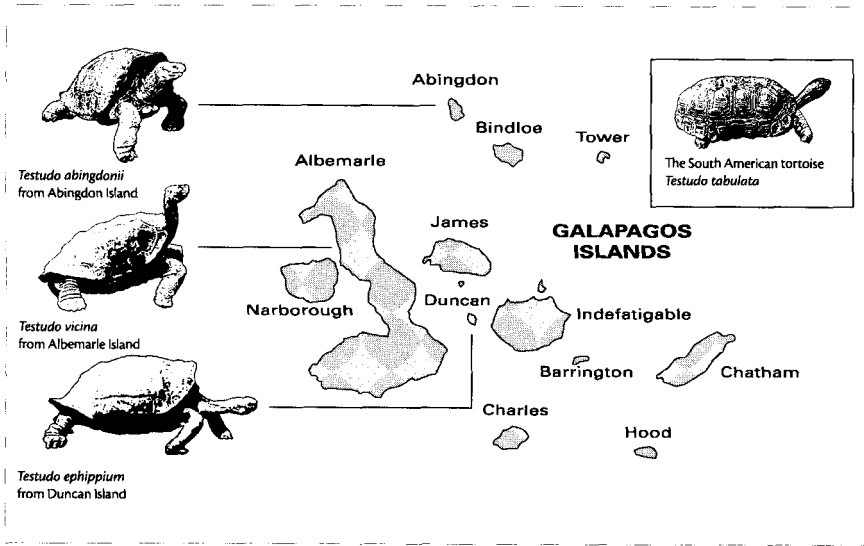 Abingdon
Bindloe
Tower
Albemarle
Testudo abingdonii
from Abingdon Island
The South American tortoise
Testudo tabulata
James
GALAPAGOS
ISLANDS
Narborough
Duncan
Indefatigable
Testudo vicina
from Albemarle Island
Barrington
Chatham
Charles
Hood
Testudo ephippium
from Duncan Island